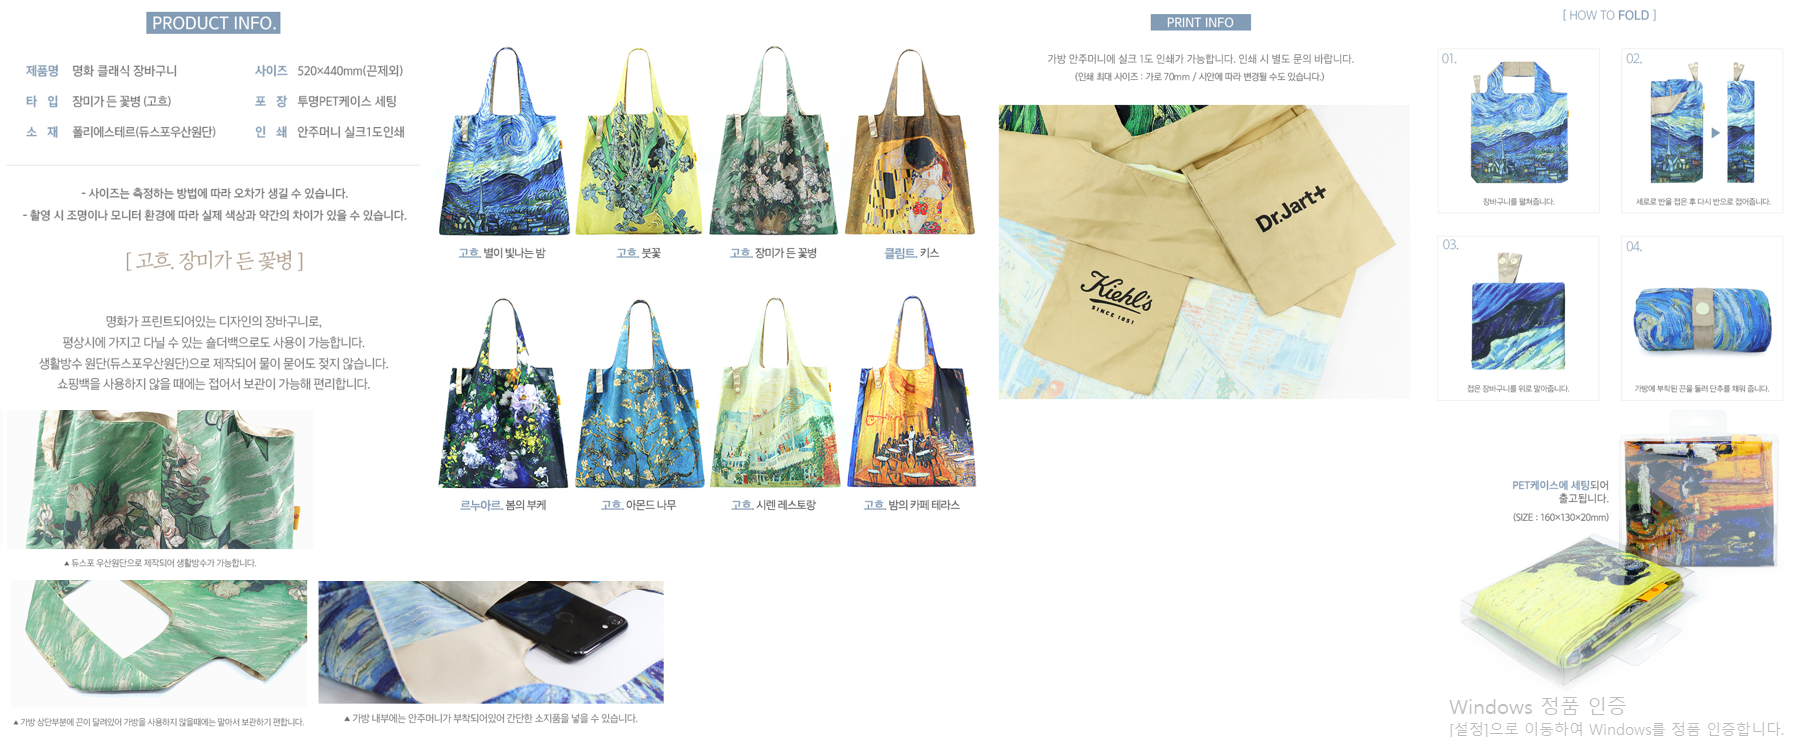 PRODUCT INFO.
제품명 명화 클래식 장바구니
사이즈 520×440mm(끈제외)
타 입 장미가 든 꽃병 (고흐)
포 장 투명PET케이스 세팅
소 재 폴리에스테르(듀스포우산원단)
인 쇄 안주머니 실크1도인쇄
- 사이즈는 측정하는 방법에 따라 오차가 생길 수 있습니다.
- 촬영 시 조명이나 모니터 환경에 따라 실제 색상과 약간의 차이가 있을 수 있습니다.
[ 고흐. 장미가 든 꽃병 ]
명화가 프린트되어있는 디자인의 장바구니로,
평상시에 가지고 다닐 수 있는 숄더백으로도 사용이 가능합니다.
생활방수 원단(듀스포우산원단)으로 제작되어 물이 묻어도 젖지 않습니다.
쇼핑백을 사용하지 않을 때에는 접어서 보관이 가능해 편리합니다.
▲ 듀스포 우산원단으로 제작되어 생활방수가 가능합니다.
▲ 가방 상단부분에 끈이 달려있어 가방을 사용하지 않을때에는 말아서 보관하기 편합니다.
▲ 가방 내부에는 안주머니가 부착되어있어 간단한 소지품을 넣을 수 있습니다.
고흐. 별이 빛나는 밤
고흐. 붓꽃
고흐. 장미가 든 꽃병
클림트. 키스
르누아르. 봄의 부케
고흐. 아몬드 나무
고흐. 시렌 레스토랑
고흐. 밤의 카페 테라스
PRINT INFO
가방 안주머니에 실크 1도 인쇄가 가능합니다. 인쇄 시 별도 문의 바랍니다.
(인쇄 최대 사이즈 : 가로 70mm / 시안에 따라 변경될 수도 있습니다.)
Dr.Jart+
Kiehl's
SINCE 1851
[ HOW TO FOLD ]
01.
장바구니를 펼쳐줍니다.
02.
세로로 반을 접은 후 다시 반으로 접어줍니다.
03.
접은 장바구니를 위로 말아줍니다.
04.
가방에 부착된 끈을 둘러 단추를 채워 줍니다.
PET케이스에 세팅되어
출고됩니다.
(SIZE : 160×130×20mm)
Windows 정품 인증
[설정]으로 이동하여 Windows를 정품 인증합니다.